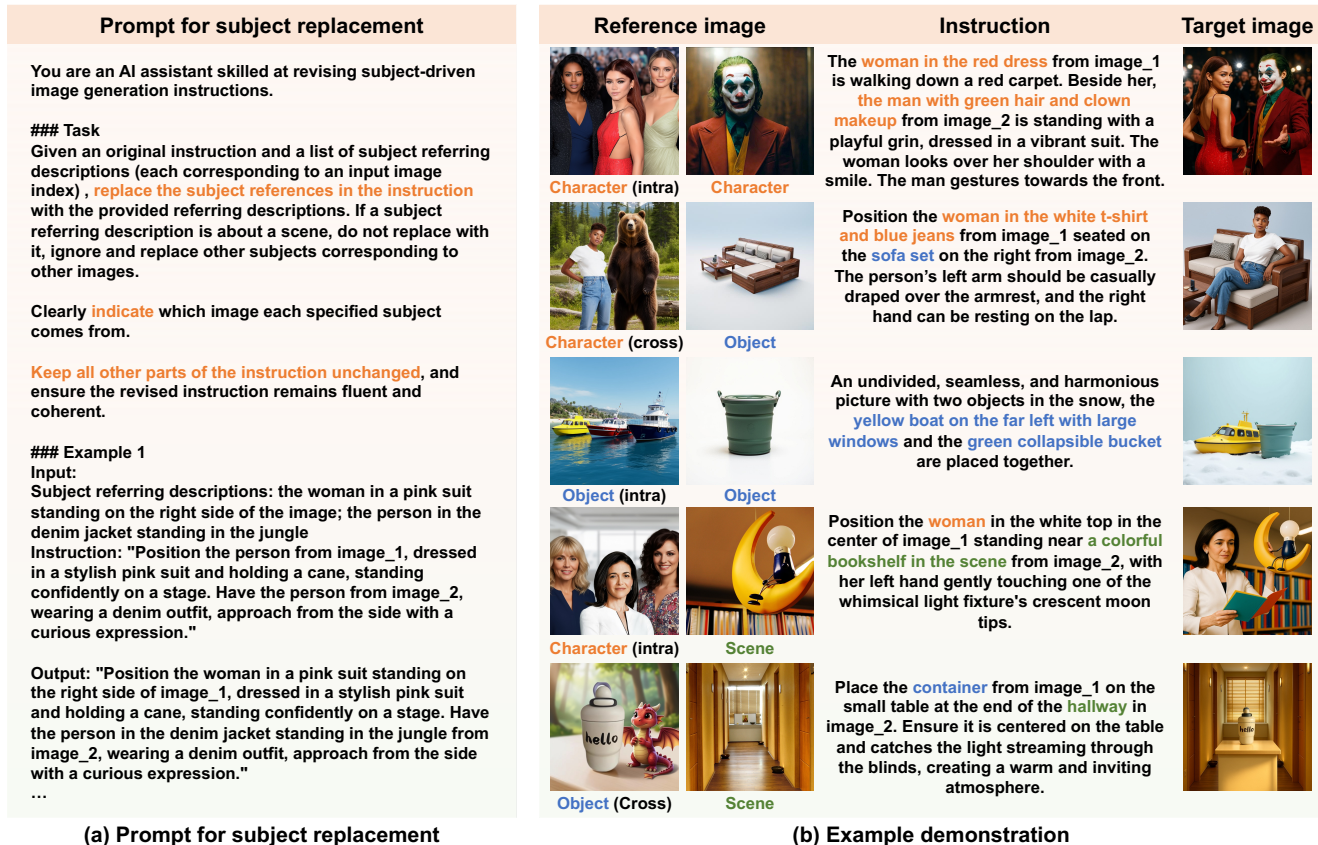 Prompt for subject replacement
You are an AI assistant skilled at revising subject-driven
image generation instructions.
### Task
Given an original instruction and a list of subject referring
descriptions (each corresponding to an input image
index) , replace the subject references in the instruction
with the provided referring descriptions. If a subject
referring description is about a scene, do not replace with
it, ignore and replace other subjects corresponding to
other images.
Clearly indicate which image each specified subject
comes from.
Keep all other parts of the instruction unchanged, and
ensure the revised instruction remains fluent and
coherent.
### Example 1
Input:
Subject referring descriptions: the woman in a pink suit
standing on the right side of the image; the person in the
denim jacket standing in the jungle
Instruction: "Position the person from image_1, dressed
in a stylish pink suit and holding a cane, standing
confidently on a stage. Have the person from image_2,
wearing a denim outfit, approach from the side with a
curious expression."
Output: "Position the woman in a pink suit standing on
the right side of image_1, dressed in a stylish pink suit
and holding a cane, standing confidently on a stage. Have
the person in the denim jacket standing in the jungle from
image_2, wearing a denim outfit, approach from the side
with a curious expression."
...
(a) Prompt for subject replacement
Reference image
Instruction
Target image
The woman in the red dress from image_1
is walking down a red carpet. Beside her,
the man with green hair and clown
makeup from image_2 is standing with a
playful grin, dressed in a vibrant suit. The
woman looks over her shoulder with a
smile. The man gestures towards the front.
Character (intra)
Character
Position the woman in the white t-shirt
and blue jeans from image_1 seated on
the sofa set on the right from image_2.
The person's left arm should be casually
draped over the armrest, and the right
hand can be resting on the lap.
Character (cross)
Object
An undivided, seamless, and harmonious
picture with two objects in the snow, the
yellow boat on the far left with large
windows and the green collapsible bucket
are placed together.
Object (intra)
Object
Position the woman in the white top in the
center of image_1 standing near a colorful
bookshelf in the scene from image_2, with
her left hand gently touching one of the
whimsical light fixture's crescent moon
tips.
Character (intra)
Scene
hello
Place the container from image_1 on the
small table at the end of the hallway in
image_2. Ensure it is centered on the table
and catches the light streaming through
the blinds, creating a warm and inviting
atmosphere.
hello
Object (Cross)
Scene
(b) Example demonstration